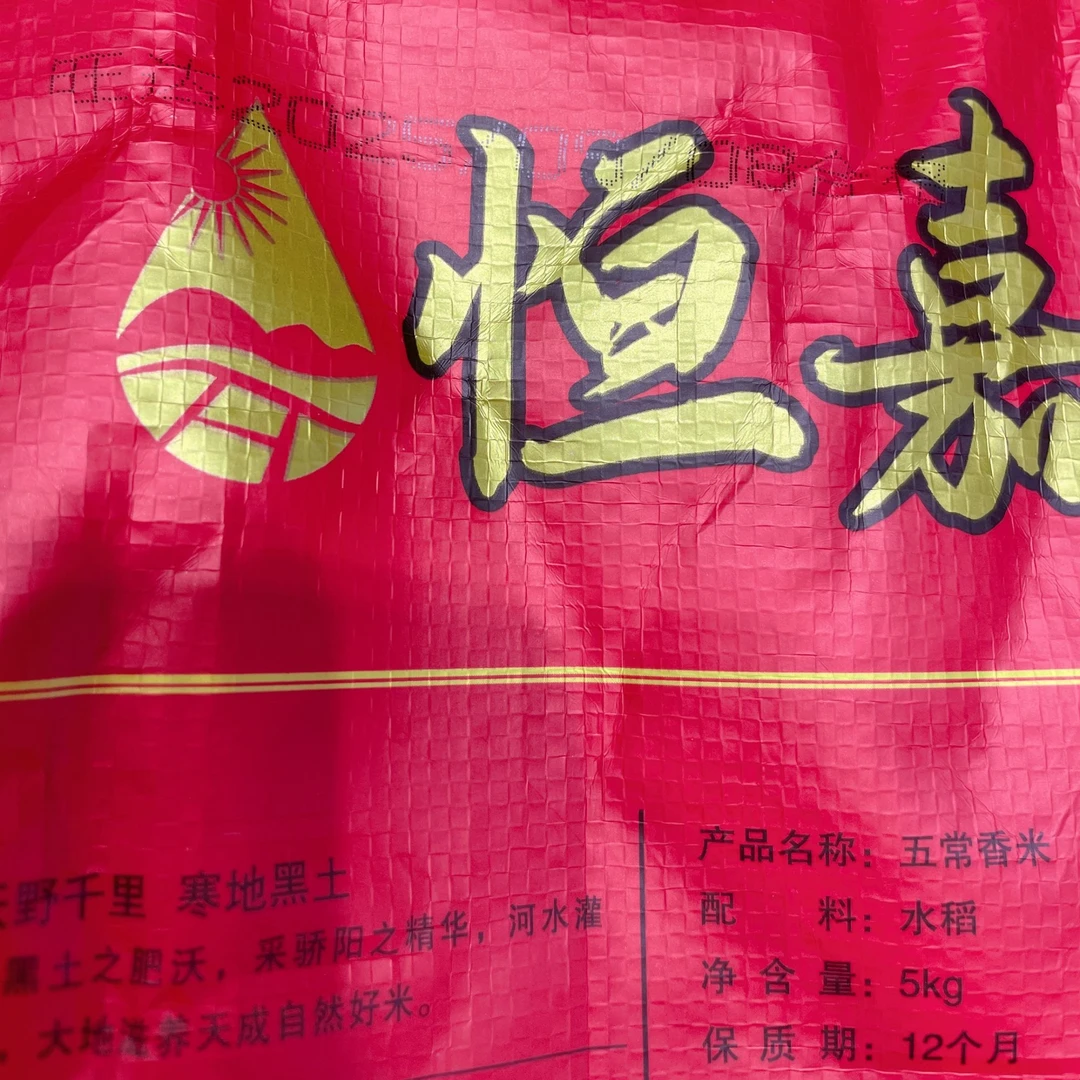 2025/09/08
恒嘉
野千里 寒地黑土
黑土之肥沃，采骄阳之精华，河水灌
，大地滋养天成自然好米。
产品名称：五常香米
配料：水稻
净含量：5kg
保质期：12个月